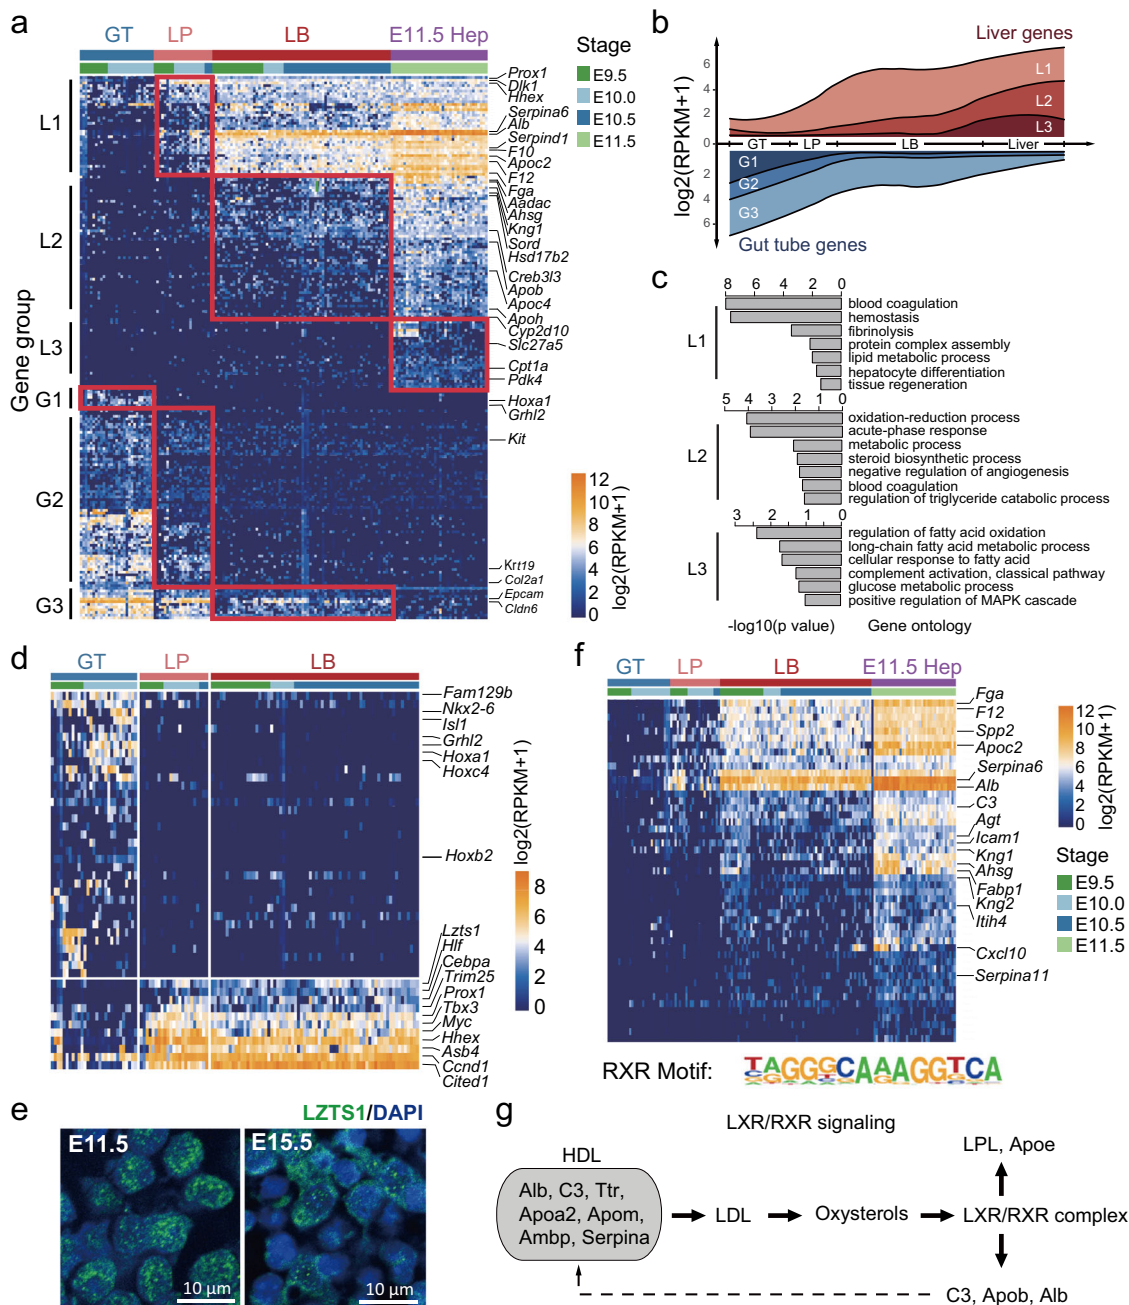 a
GT
LP
LB
E11.5 Hep
Stage
E9.5
E10.0
E10.5
E11.5
Gene group
L1
L2
L3
G1
G2
G3
Prox1
Dlk1
Hhex
Serpina6
Alb
Serpind1
F10
Apoc2
F12
Fga
Aadac
Ahsg
Kng1
Sord
Hsd17b2
Creb3l3
Apob
Apoc4
Apoh
Cyp2d10
Slc27a5
Cpt1a
Pdk4
Hoxa1
Grhl2
Kit
Krt19
Col2a1
Epcam
Cldn6
12
10
8
6
4
2
0
log2(RPKM+1)
b
Liver genes
L1
L2
L3
6
4
2
0
2
4
6
log2(RPKM+1)
GT
LP
LB
Liver
G1
G2
G3
Gut tube genes
c
8 6 4 2 0
L1
blood coagulation
hemostasis
fibrinolysis
protein complex assembly
lipid metabolic process
hepatocyte differentiation
tissue regeneration
5 4 3 2 1 0
L2
oxidation-reduction process
acute-phase response
metabolic process
steroid biosynthetic process
negative regulation of angiogenesis
blood coagulation
regulation of triglyceride catabolic process
3 2 1 0
L3
regulation of fatty acid oxidation
long-chain fatty acid metabolic process
cellular response to fatty acid
complement activation, classical pathway
glucose metabolic process
positive regulation of MAPK cascade
-log10(p value)
Gene ontology
d
GT
LP
LB
Fam129b
Nkx2-6
Isl1
Grhl2
Hoxa1
Hoxc4
Hoxb2
Lzts1
Hlf
Cebpa
Trim25
Prox1
Tbx3
Myc
Hhex
Asb4
Ccnd1
Cited1
log2(RPKM+1)
8
6
4
2
0
e
LZTS1/DAPI
E11.5
10 μm
E15.5
10 μm
f
GT
LP
LB
E11.5 Hep
Fga
F12
Spp2
Apoc2
Serpina6
Alb
C3
Agt
Icam1
Kng1
Ahsg
Fabp1
Kng2
Itih4
Cxcl10
Serpina11
12
10
8
6
4
2
0
log2(RPKM+1)
Stage
E9.5
E10.0
E10.5
E11.5
RXR Motif:
TAGGGCAAAGGTCA
g
LXR/RXR signaling
HDL
Alb, C3, Ttr,
Apoa2, Apom,
Ambp, Serpina
LDL
Oxysterols
LXR/RXR complex
LPL, Apoe
C3, Apob, Alb